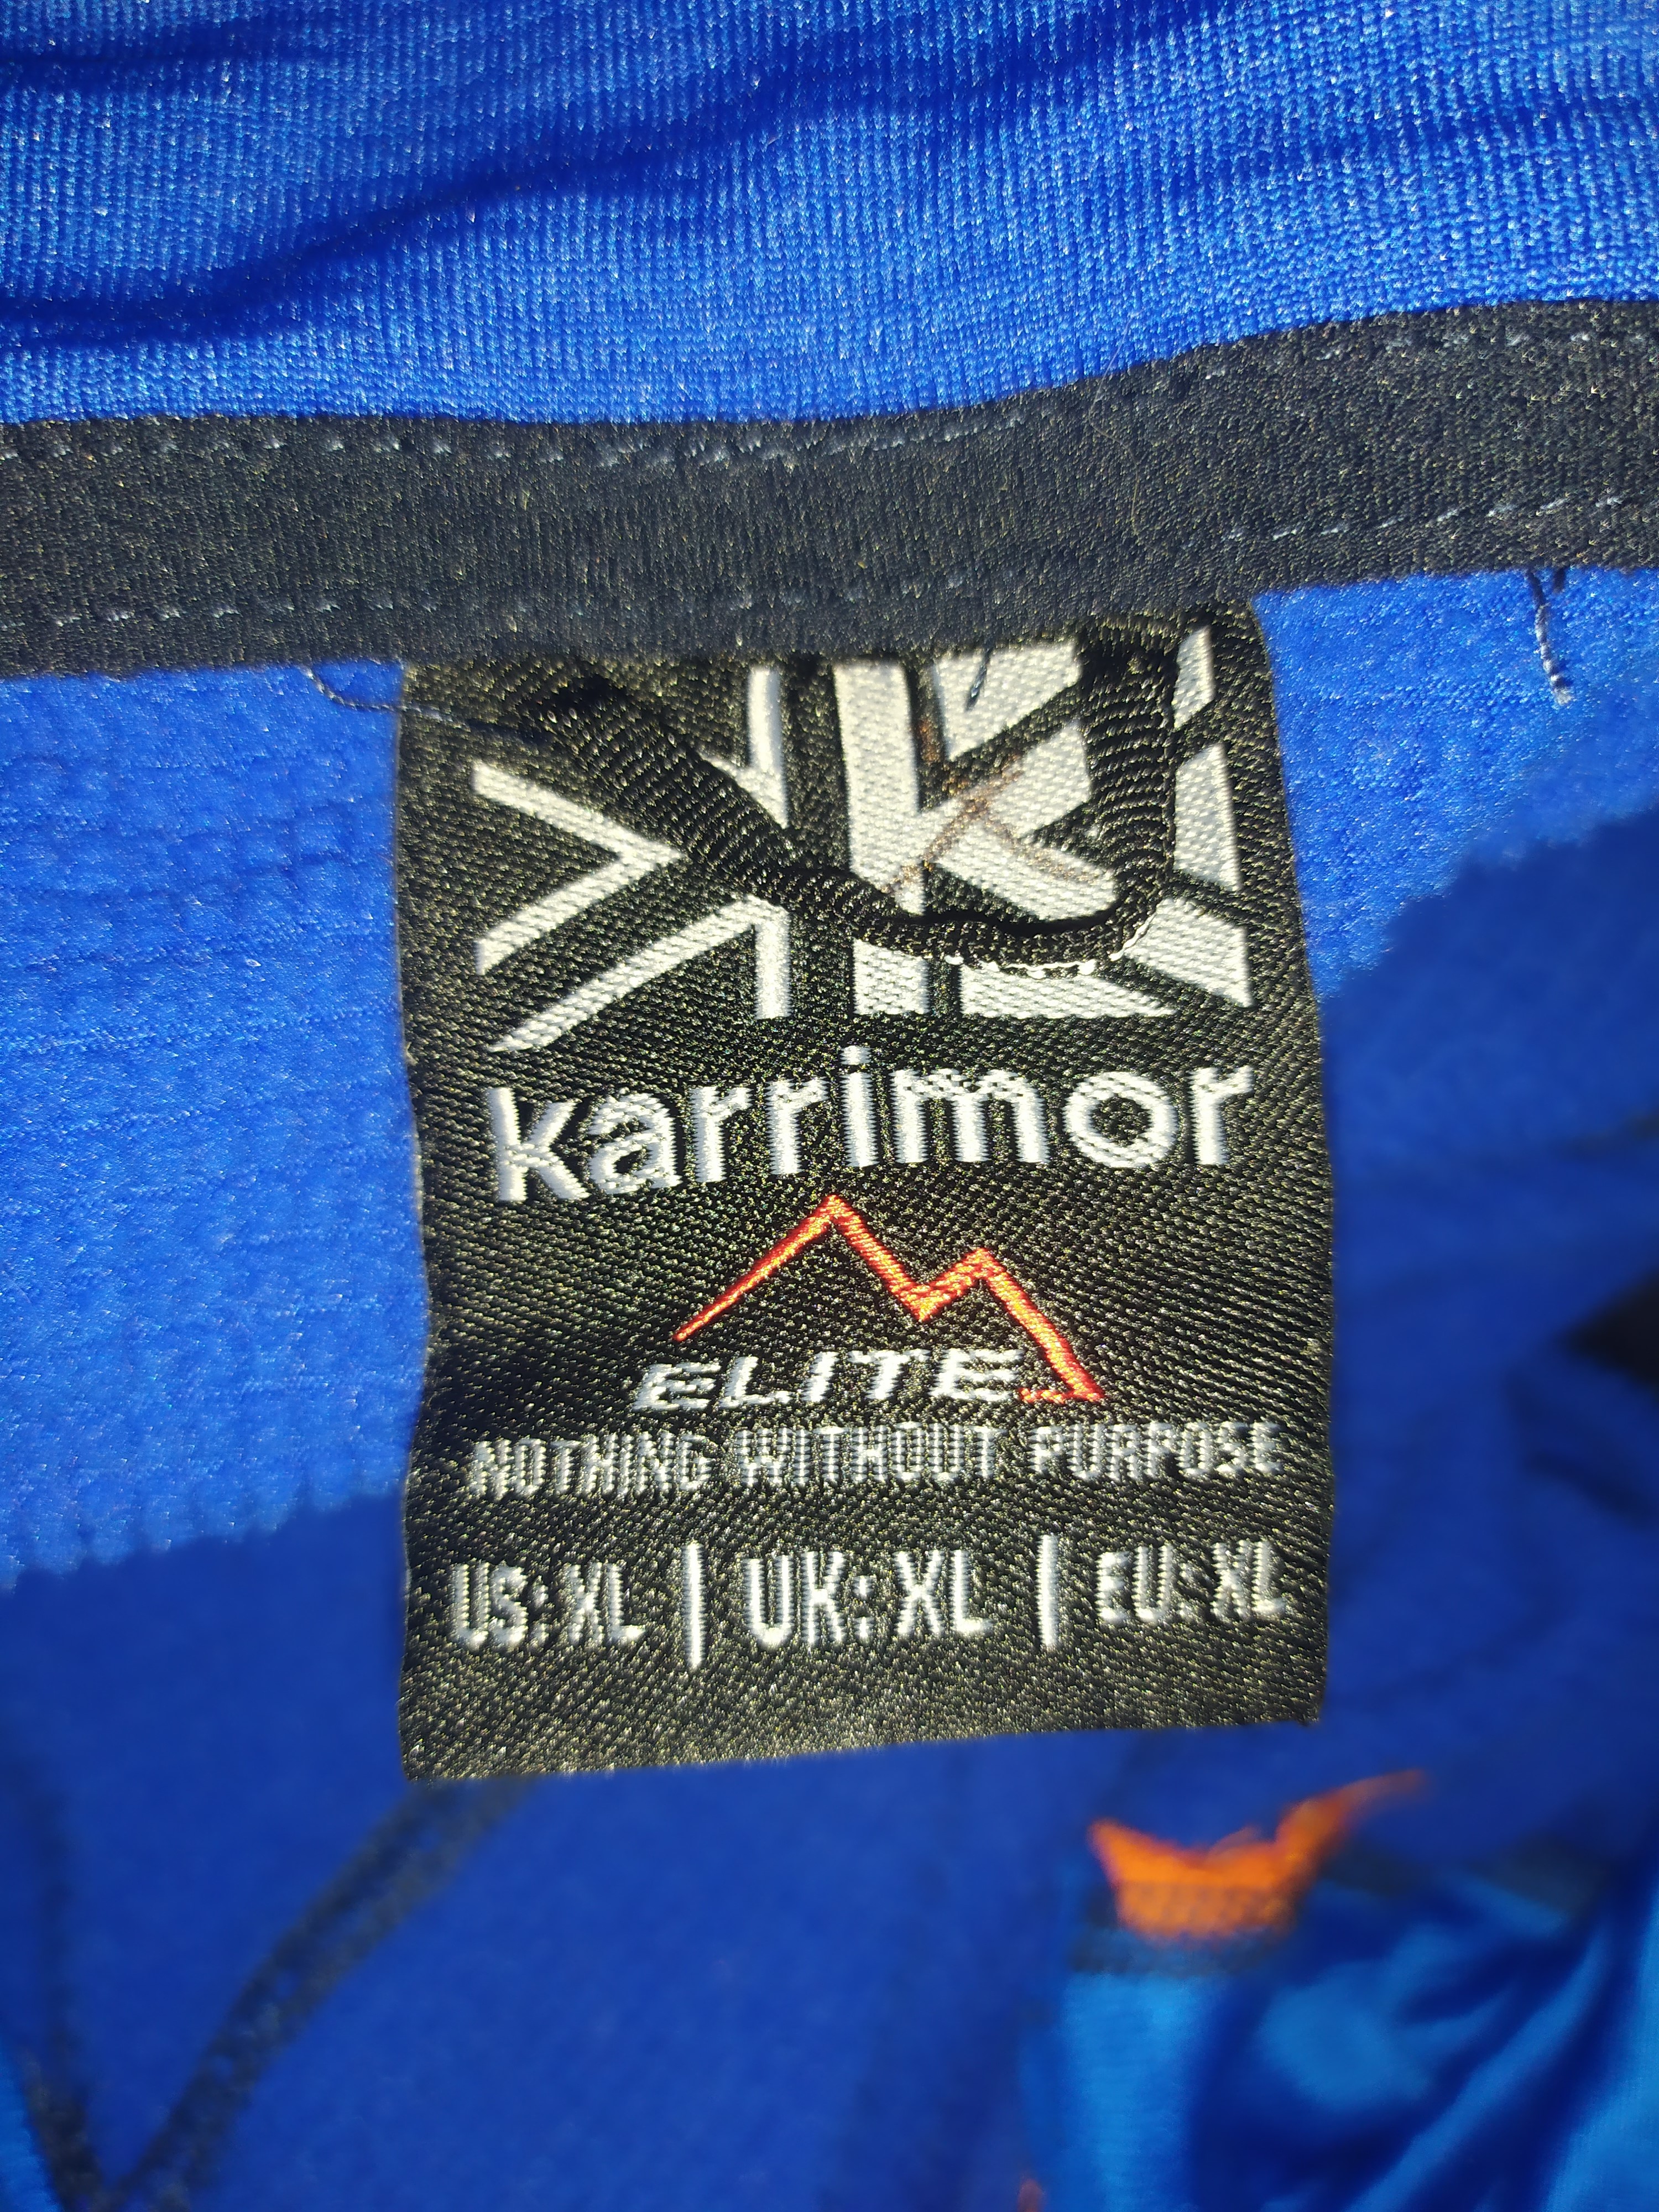 karrimor
ELITE
NOTHING WITHOUT PURPOSE
US: XL | UK: XL | EU: XL